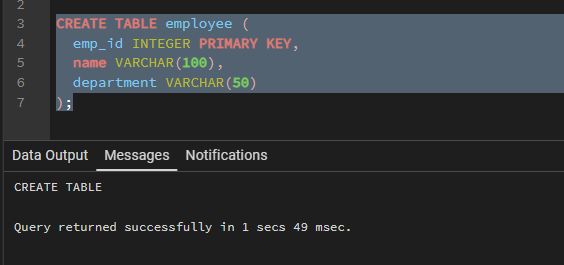 2
3 CREATE TABLE employee (
4 emp_id INTEGER PRIMARY KEY,
5 name VARCHAR(100),
6 department VARCHAR(50)
7 );
Data Output Messages Notifications
CREATE TABLE
Query returned successfully in 1 secs 49 msec.